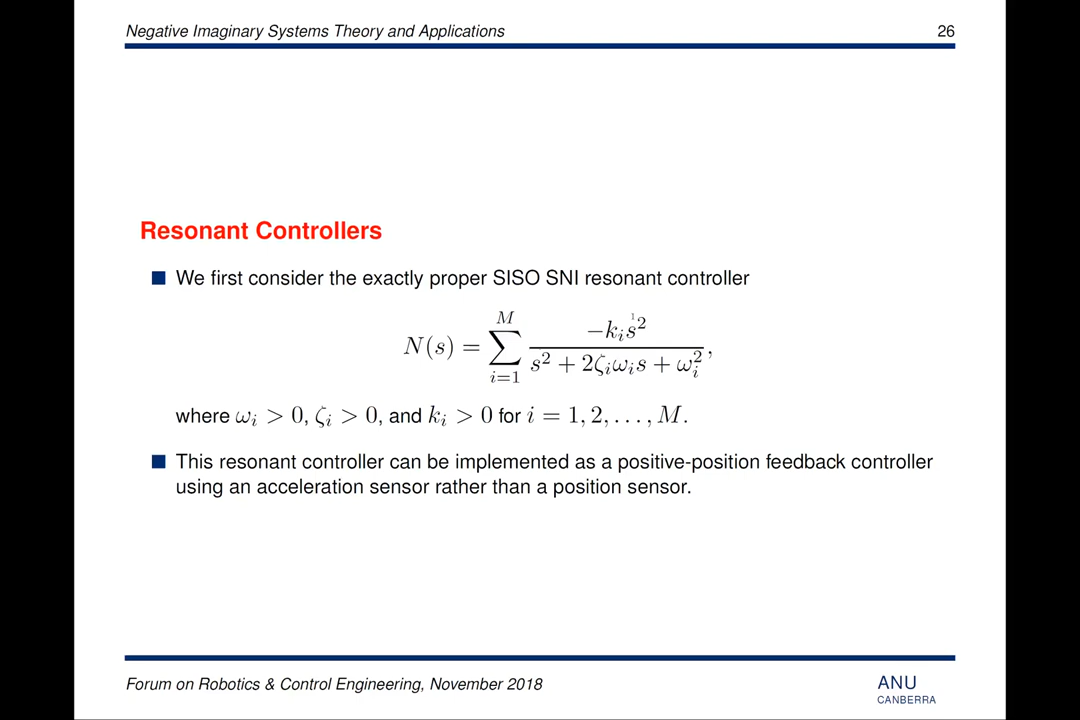 Negative Imaginary Systems Theory and Applications 26
Resonant Controllers
We first consider the exactly proper SISO SNI resonant controller
N(s) = \sum_{i=1}^{M} \frac{-k_i s^2}{s^2 + 2ζ_iω_i s + ω_i^2},
where ω_i > 0, ζ_i > 0, and k_i > 0 for i = 1, 2, . . . , M.
This resonant controller can be implemented as a positive-position feedback controller
using an acceleration sensor rather than a position sensor.
Forum on Robotics & Control Engineering, November 2018
ANU
CANBERRA